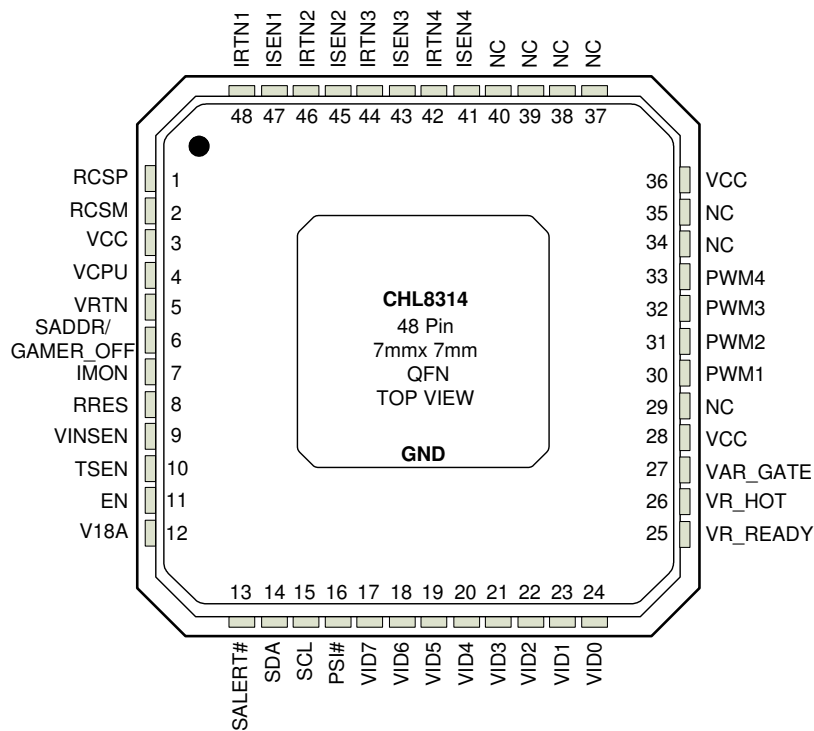 IRTN1
ISEN1
IRTN2
ISEN2
IRTN3
ISEN3
IRTN4
ISEN4
NC
NC
NC
NC
48 47 46 45 44 43 42 41 40 39 38 37
RCSP 1
RCSM 2
VCC 3
VCPU 4
VRTN 5
SADDR/
GAMER_OFF 6
IMON 7
RRES 8
VINSEN 9
TSEN 10
EN 11
V18A 12
CHL8314
48 Pin
7mmx 7mm
QFN
TOP VIEW
GND
36 VCC
35 NC
34 NC
33 PWM4
32 PWM3
31 PWM2
30 PWM1
29 NC
28 VCC
27 VAR_GATE
26 VR_HOT
25 VR_READY
13 14 15 16 17 18 19 20 21 22 23 24
SALERT#
SDA
SCL
PSI#
VID7
VID6
VID5
VID4
VID3
VID2
VID1
VID0